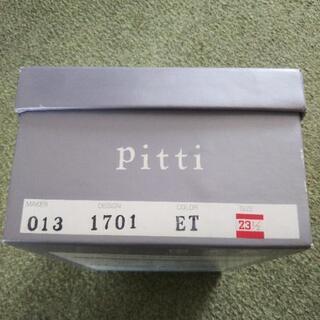 pitti
MAKER DESIGN COLOR SIZE
013 1701 ET 23½